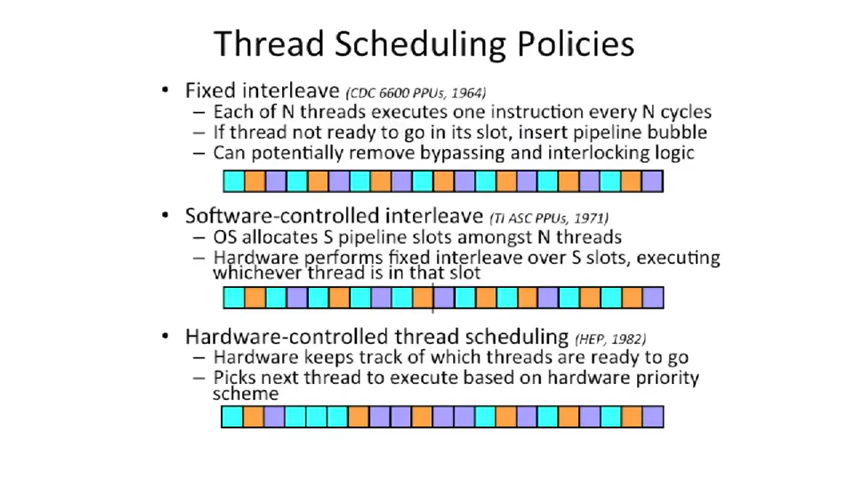 Thread Scheduling Policies
• Fixed interleave (CDC 6600 PPUs, 1964)
– Each of N threads executes one instruction every N cycles
– If thread not ready to go in its slot, insert pipeline bubble
– Can potentially remove bypassing and interlocking logic
• Software-controlled interleave (TI ASC PPUs, 1971)
– OS allocates S pipeline slots amongst N threads
– Hardware performs fixed interleave over S slots, executing
whichever thread is in that slot
• Hardware-controlled thread scheduling (HEP, 1982)
– Hardware keeps track of which threads are ready to go
– Picks next thread to execute based on hardware priority
scheme